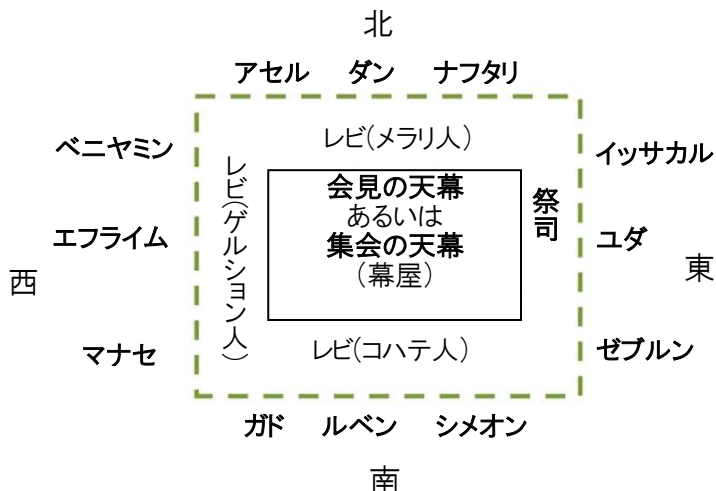 北
アセル ダン ナフタリ
ベニヤミン
レビ(メラリ人)
イッサカル
レビ(ゲルション人)
会見の天幕
あるいは
集会の天幕
(幕屋)
祭司
エフライム
ユダ
西
東
マナセ
レビ(コハテ人)
ゼブルン
ガド ルベン シメオン
南